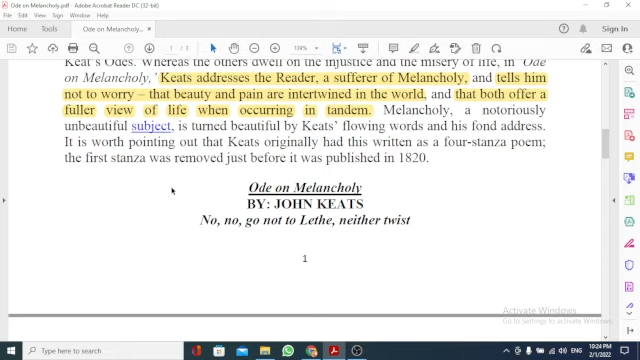 Ode on Melancholy.pdf - Adobe Acrobat Reader DC (32-bit)
File Edit View Sign Window Help
Home Tools Ode on Melancholy.... × Sign In
1 / 3 139%
Keats's Odes. Whereas the others dwell on the injustice and the misery of life, in 'Ode
on Melancholy,' Keats addresses the Reader, a sufferer of Melancholy, and tells him
not to worry – that beauty and pain are intertwined in the world, and that both offer a
fuller view of life when occurring in tandem. Melancholy, a notoriously
unbeautiful subject, is turned beautiful by Keats' flowing words and his fond address.
It is worth pointing out that Keats originally had this written as a four-stanza poem;
the first stanza was removed just before it was published in 1820.
Ode on Melancholy
BY: JOHN KEATS
No, no, go not to Lethe, neither twist
1
Activate Windows
Go to Settings to activate Windows.
Type here to search
ENG
10:24 PM
2/1/2022